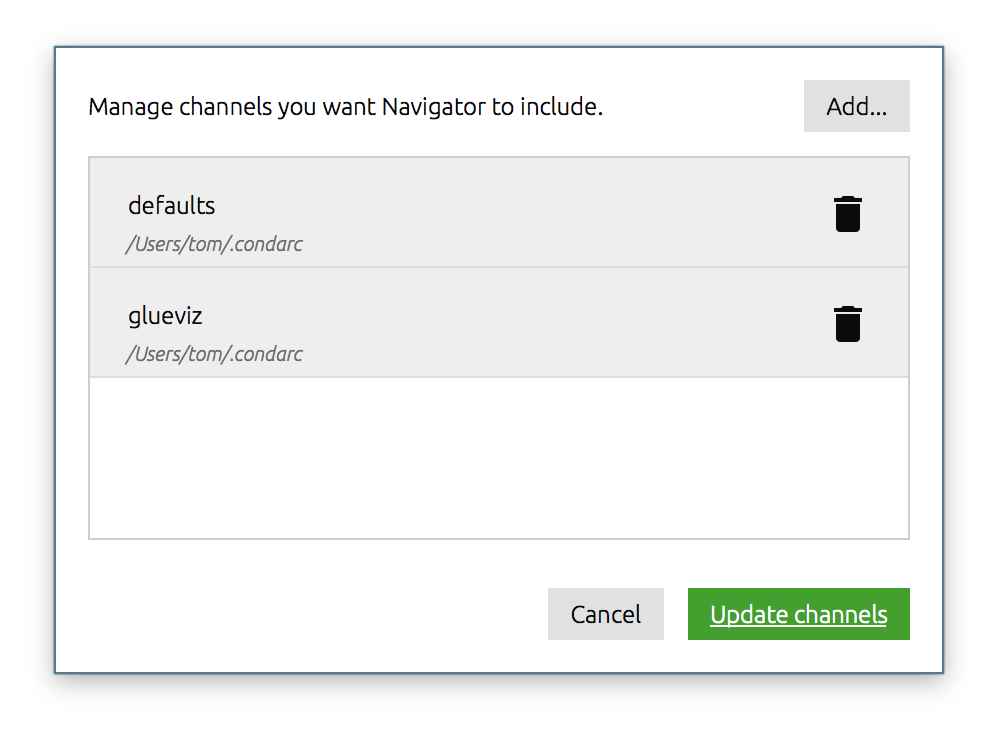 Manage channels you want Navigator to include.
Add...
defaults
/Users/tom/.condarc
glueviz
/Users/tom/.condarc
Cancel
Update channels